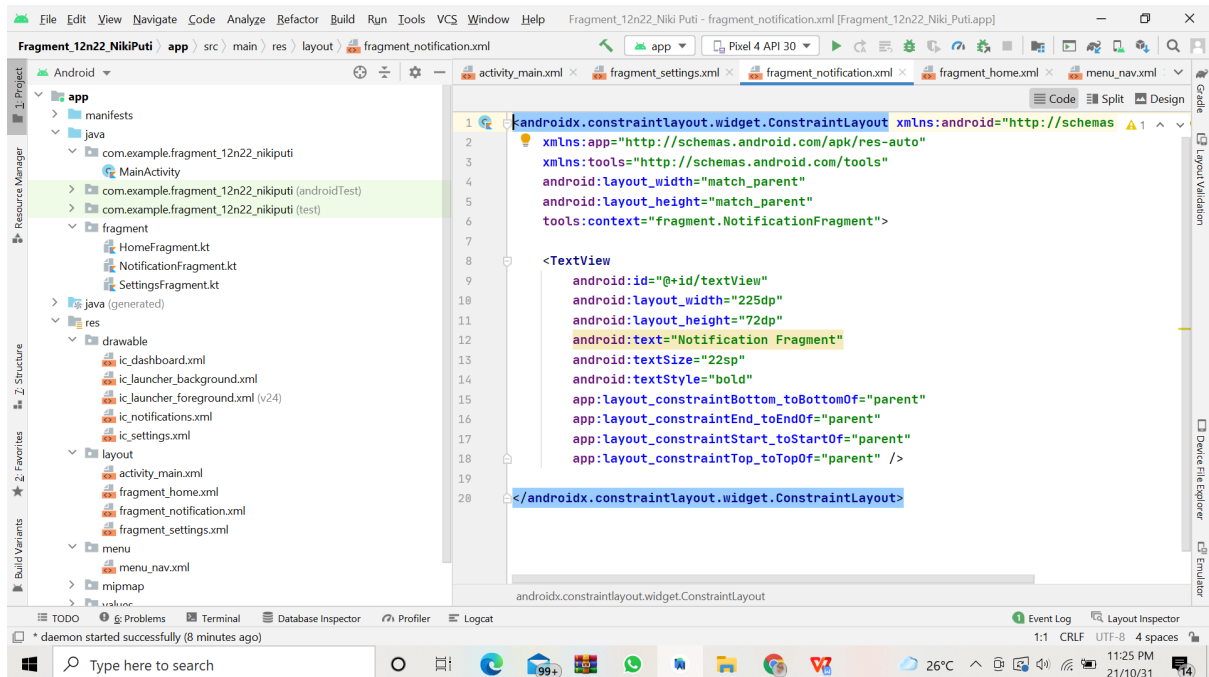 File Edit View Navigate Code Analyze Refactor Build Run Tools VCS Window Help Fragment_12n22_Niki Puti - fragment_notification.xml [Fragment_12n22_Niki_Puti.app]
Fragment_12n22_NikiPuti app src main res layout fragment_notification.xml app Pixel 4 API 30
Android activity_main.xml fragment_settings.xml fragment_notification.xml fragment_home.xml menu_nav.xml
Code Split Design
1: Project
Resource Manager
7: Structure
2: Favorites
Build Variants
app
manifests
java
com.example.fragment_12n22_nikiputi
MainActivity
com.example.fragment_12n22_nikiputi (androidTest)
com.example.fragment_12n22_nikiputi (test)
fragment
HomeFragment.kt
NotificationFragment.kt
SettingsFragment.kt
java (generated)
res
drawable
ic_dashboard.xml
ic_launcher_background.xml
ic_launcher_foreground.xml (v24)
ic_notifications.xml
ic_settings.xml
layout
activity_main.xml
fragment_home.xml
fragment_notification.xml
fragment_settings.xml
menu
menu_nav.xml
mipmap
values
1 <androidx.constraintlayout.widget.ConstraintLayout xmlns:android="http://schemas 1
2 xmlns:app="http://schemas.android.com/apk/res-auto"
3 xmlns:tools="http://schemas.android.com/tools"
4 android:layout_width="match_parent"
5 android:layout_height="match_parent"
6 tools:context="fragment.NotificationFragment">
7
8 <TextView
9 android:id="@+id/textView"
10 android:layout_width="225dp"
11 android:layout_height="72dp"
12 android:text="Notification Fragment"
13 android:textSize="22sp"
14 android:textStyle="bold"
15 app:layout_constraintBottom_toBottomOf="parent"
16 app:layout_constraintEnd_toEndOf="parent"
17 app:layout_constraintStart_toStartOf="parent"
18 app:layout_constraintTop_toTopOf="parent" />
19
20 </androidx.constraintlayout.widget.ConstraintLayout>
androidx.constraintlayout.widget.ConstraintLayout
Gradle
Layout Validation
Device File Explorer
Emulator
TODO 6: Problems Terminal Database Inspector Profiler Logcat 1 Event Log Layout Inspector
* daemon started successfully (8 minutes ago) 1:1 CRLF UTF-8 4 spaces
Type here to search 99+ 26°C 11:25 PM
21/10/31 14